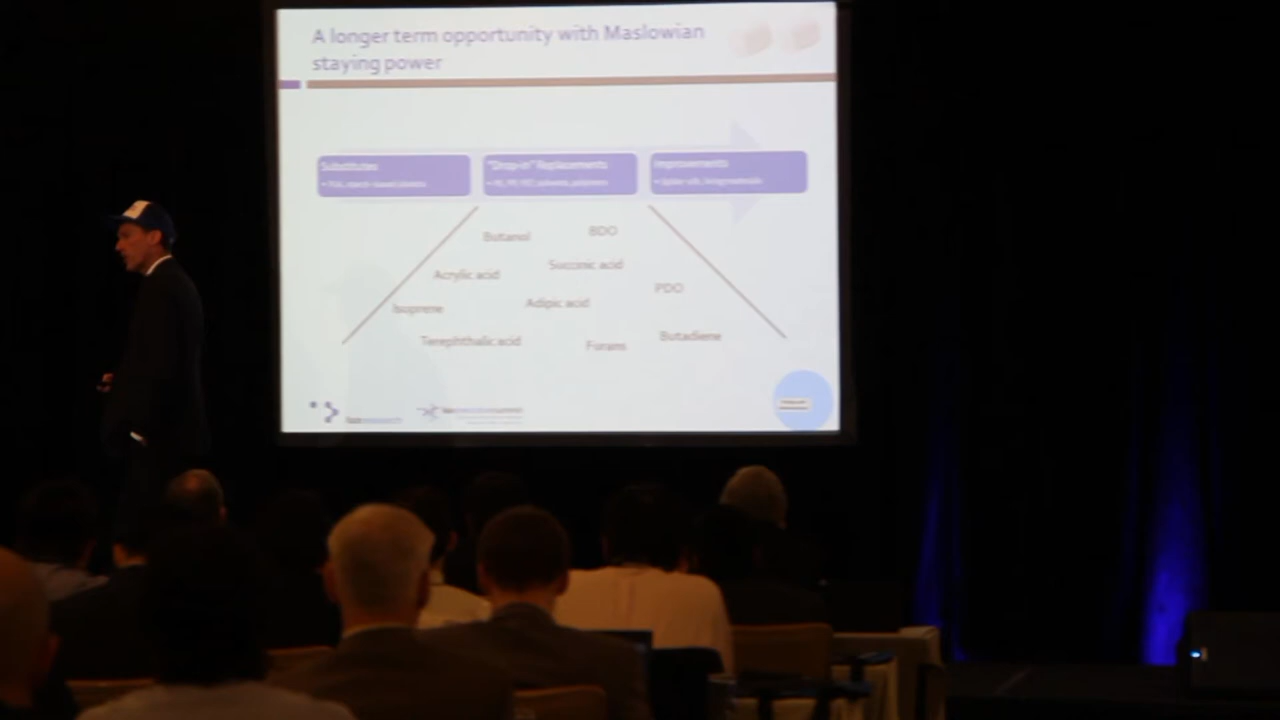 A longer term opportunity with Maslowian
staying power
Substitutes
"Drop-in" Replacements
Improvements
Butanol
BDO
Acrylic acid
Succinic acid
PDO
Isoprene
Adipic acid
Terephthalic acid
Furans
Butadiene
luxresearch